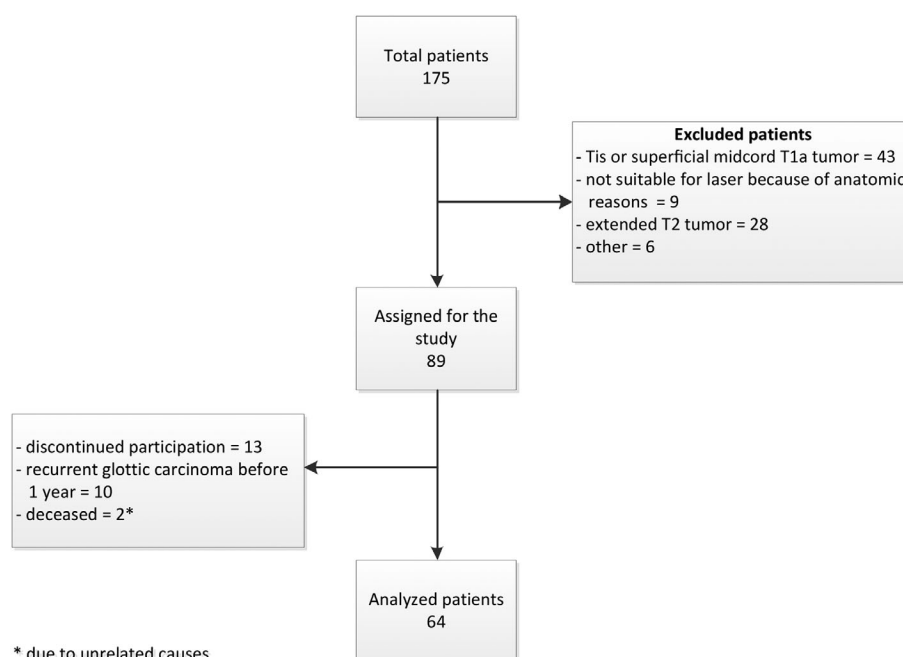 Total patients
175
Excluded patients
- Tis or superficial midcord T1a tumor = 43
- not suitable for laser because of anatomic
reasons = 9
- extended T2 tumor = 28
- other = 6
Assigned for the
study
89
- discontinued participation = 13
- recurrent glottic carcinoma before
1 year = 10
- deceased = 2*
Analyzed patients
64
* due to unrelated causes